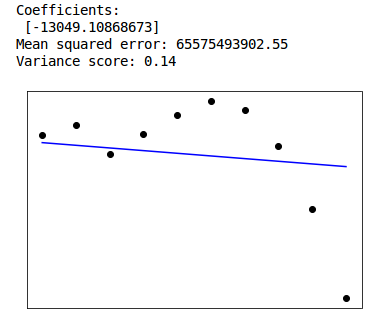 Coefficients:
[-13049.10868673]
Mean squared error: 65575493902.55
Variance score: 0.14